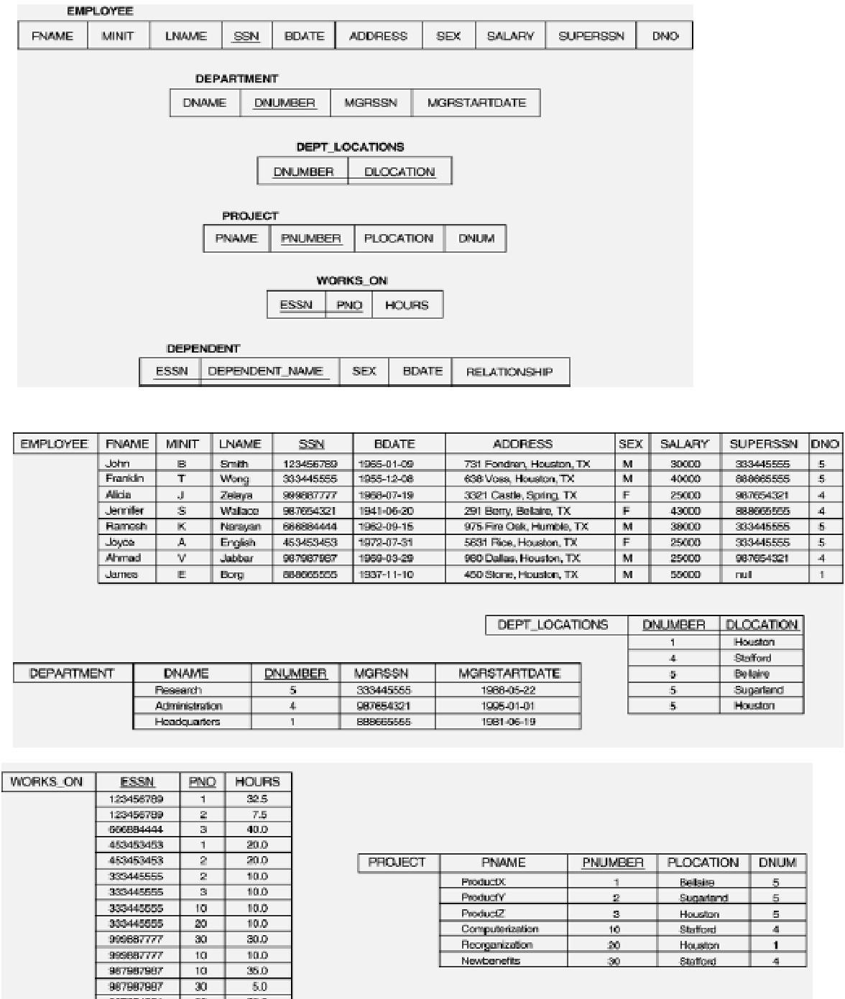 EMPLOYEE
FNAME MINIT LNAME SSN BDATE ADDRESS SEX SALARY SUPERSSN DNO
DEPARTMENT
DNAME DNUMBER MGRSSN MGRSTARTDATE
DEPT_LOCATIONS
DNUMBER DLOCATION
PROJECT
PNAME PNUMBER PLOCATION DNUM
WORKS_ON
ESSN PNO HOURS
DEPENDENT
ESSN DEPENDENT_NAME SEX BDATE RELATIONSHIP
EMPLOYEE FNAME MINIT LNAME SSN BDATE ADDRESS SEX SALARY SUPERSSN DNO
John B Smith 123456789 1965-01-09 731 Fondren, Houston, TX M 30000 333445555 5
Franklin T Wong 333445555 1955-12-08 638 Voss, Houston, TX M 40000 888665555 5
Alicia J Zelaya 999887777 1968-07-19 3321 Castle, Spring, TX F 25000 987654321 4
Jennifer S Wallace 987654321 1941-06-20 291 Berry, Bellaire, TX F 43000 888665555 4
Ramesh K Narayan 666884444 1962-09-15 975 Fire Oak, Humble, TX M 38000 333445555 5
Joyce A English 453453453 1972-07-31 5631 Rice, Houston, TX F 25000 333445555 5
Ahmad V Jabbar 987987987 1969-03-29 980 Dallas, Houston, TX M 25000 987654321 4
James E Borg 888665555 1937-11-10 450 Stone, Houston, TX M 55000 null 1
DEPT_LOCATIONS DNUMBER DLOCATION
1 Houston
4 Stafford
5 Bellaire
5 Sugarland
5 Houston
DEPARTMENT DNAME DNUMBER MGRSSN MGRSTARTDATE
Research 5 333445555 1988-05-22
Administration 4 987654321 1995-01-01
Headquarters 1 888665555 1981-06-19
WORKS_ON ESSN PNO HOURS
123456789 1 32.5
123456789 2 7.5
666884444 3 40.0
453453453 1 20.0
453453453 2 20.0
333445555 2 10.0
333445555 3 10.0
333445555 10 10.0
333445555 20 10.0
999887777 30 30.0
999887777 10 10.0
987987987 10 35.0
987987987 30 5.0
PROJECT PNAME PNUMBER PLOCATION DNUM
ProductX 1 Bellaire 5
ProductY 2 Sugarland 5
ProductZ 3 Houston 5
Computerization 10 Stafford 4
Reorganization 20 Houston 1
Newbenefits 30 Stafford 4